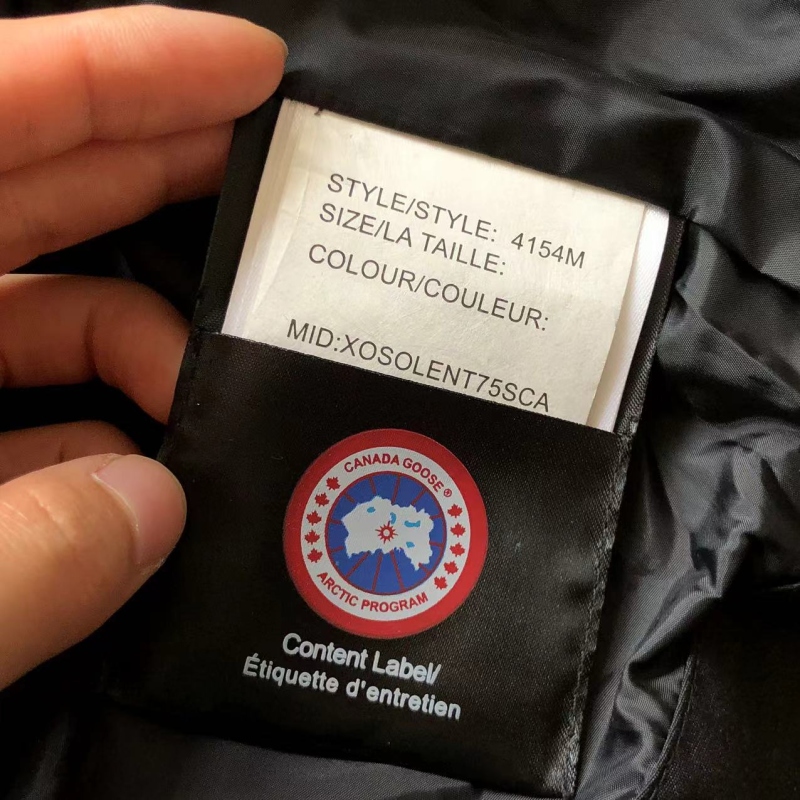 STYLE/STYLE: 4154M
SIZE/LA TAILLE:
COLOUR/COULEUR:
MID:XOSOLENT75SCA
CANADA GOOSE®
ARCTIC PROGRAM
Content Label/
Étiquette d'entretien